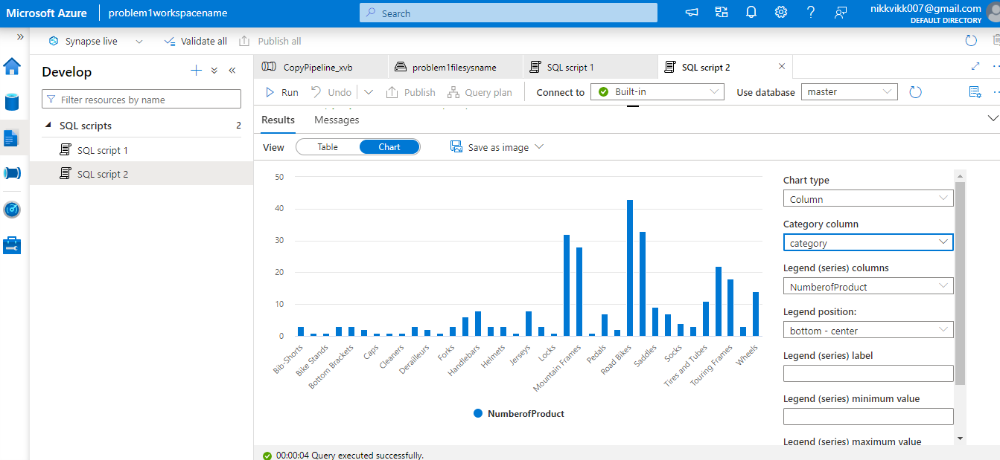 Microsoft Azure
problem1workspacename
Search
nikkvikk007@gmail.com
DEFAULT DIRECTORY
Synapse live
Validate all
Publish all
Develop
Filter resources by name
SQL scripts
2
SQL script 1
SQL script 2
CopyPipeline_xvb
problem1filesysname
SQL script 1
SQL script 2
Run
Undo
Publish
Query plan
Connect to
Built-in
Use database
master
Results
Messages
View
Table
Chart
Save as image
50
40
30
20
10
0
Bib-Shorts
Bike Stands
Bottom Brackets
Caps
Cleaners
Derailleurs
Forks
Handlebars
Helmets
Jerseys
Locks
Mountain Frames
Pedals
Road Bikes
Saddles
Socks
Tires and Tubes
Touring Frames
Wheels
NumberofProduct
Chart type
Column
Category column
category
Legend (series) columns
NumberofProduct
Legend position:
bottom - center
Legend (series) label
Legend (series) minimum value
Legend (series) maximum value
00:00:04 Query executed successfully.